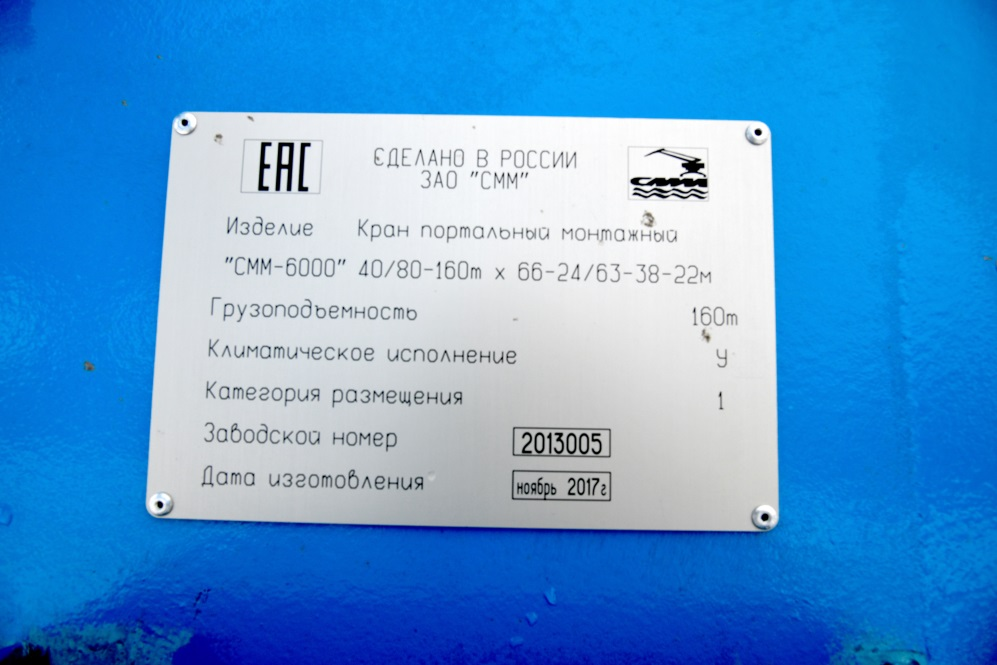 EAC
СДЕЛАНО В РОССИИ
ЗАО "СММ"
СММ
Изделие Кран портальный монтажный
"СММ-6000" 40/80-160т x 66-24/63-38-22м
Грузоподъемность 160т
Климатическое исполнение У
Категория размещения 1
Заводской номер 2013005
Дата изготовления ноябрь 2017г